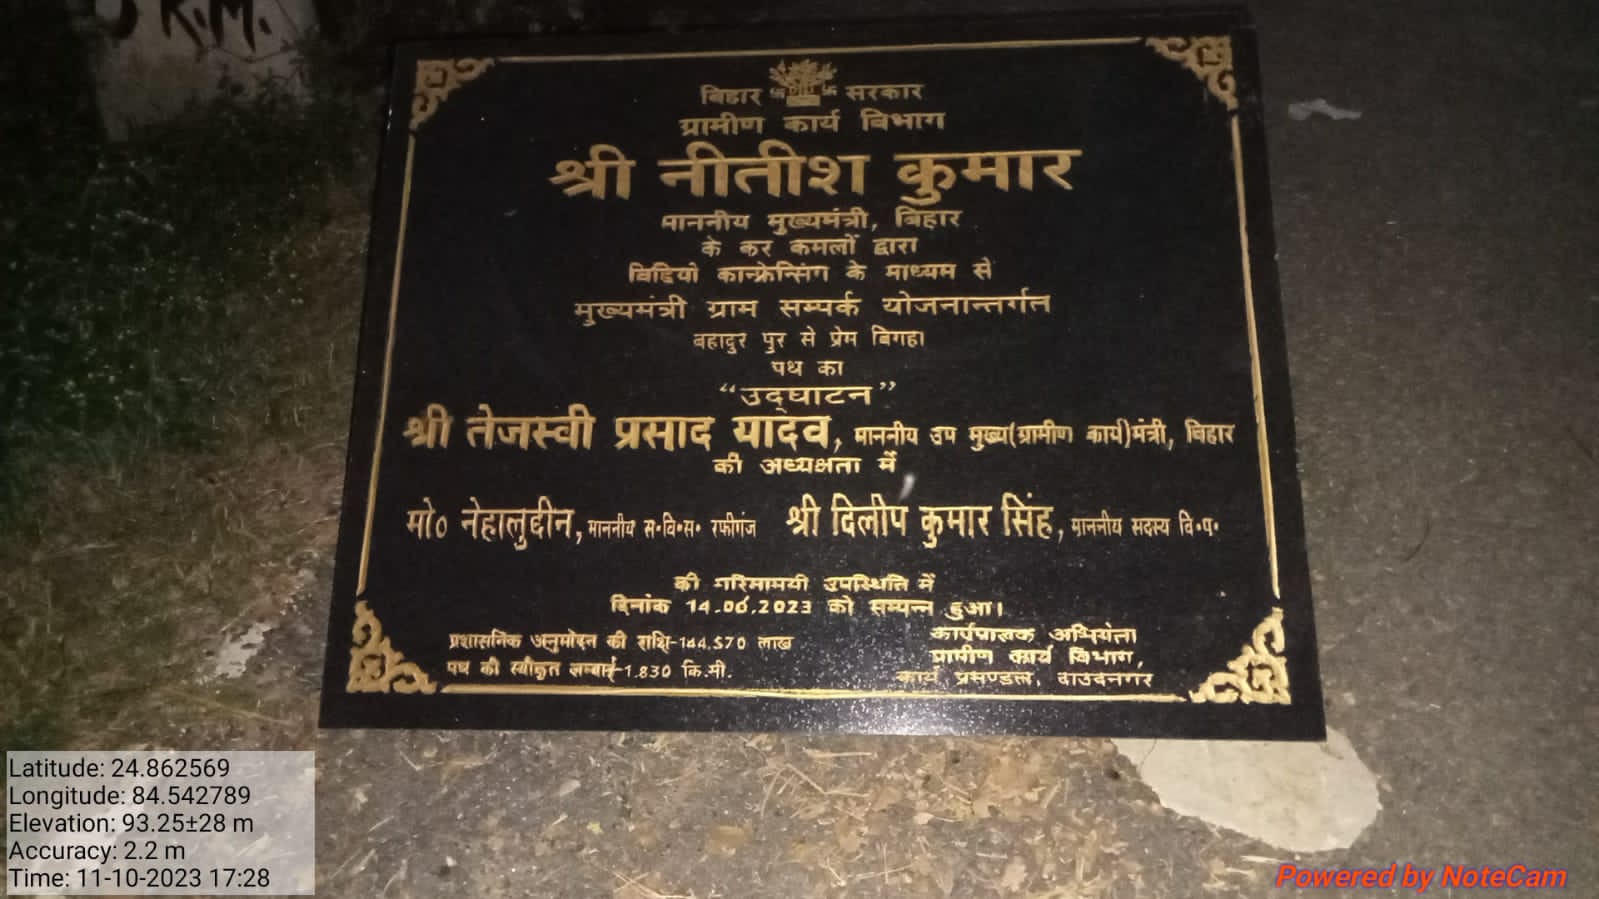 R.M.
बिहार सरकार
ग्रामीण कार्य विभाग
श्री नीतीश कुमार
माननीय मुख्यमंत्री, बिहार
के कर कमलों द्वारा
विडियो कान्फ्रेन्सिंग के माध्यम से
मुख्यमंत्री ग्राम सम्पर्क योजनान्तर्गत
बहादुर पुर से प्रेम बिगहा
पथ का
“उद्घाटन”
श्री तेजस्वी प्रसाद यादव, माननीय उप मुख्य(ग्रामीण कार्य)मंत्री, बिहार
की अध्यक्षता में
मो० नेहालुद्दीन, माननीय स॰वि॰स॰ रफीगंज श्री दिलीप कुमार सिंह, माननीय सदस्य वि॰प॰
की गरिमामयी उपस्थिति में
दिनांक 14.06.2023 को सम्पन्न हुआ।
प्रशासनिक अनुमोदन की राशि-144.570 लाख
पथ की स्वीकृत लम्बाई-1.830 कि.मी.
कार्यपालक अभियंता
ग्रामीण कार्य विभाग,
कार्य प्रमण्डल, दाउदनगर
Latitude: 24.862569
Longitude: 84.542789
Elevation: 93.25±28 m
Accuracy: 2.2 m
Time: 11-10-2023 17:28
Powered by NoteCam